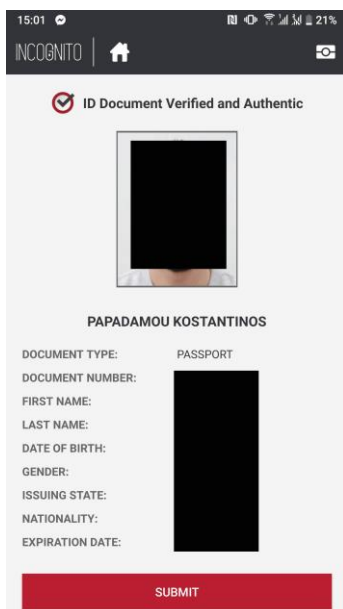 15:01 21%
INCOGNITO
ID Document Verified and Authentic
PAPADAMOU KOSTANTINOS
DOCUMENT TYPE: PASSPORT
DOCUMENT NUMBER:
FIRST NAME:
LAST NAME:
DATE OF BIRTH:
GENDER:
ISSUING STATE:
NATIONALITY:
EXPIRATION DATE:
SUBMIT